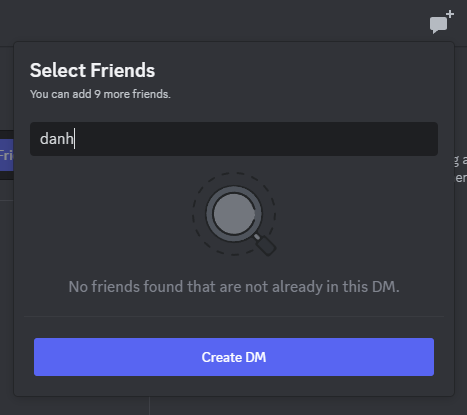 Select Friends
You can add 9 more friends.
danh
No friends found that are not already in this DM.
Create DM